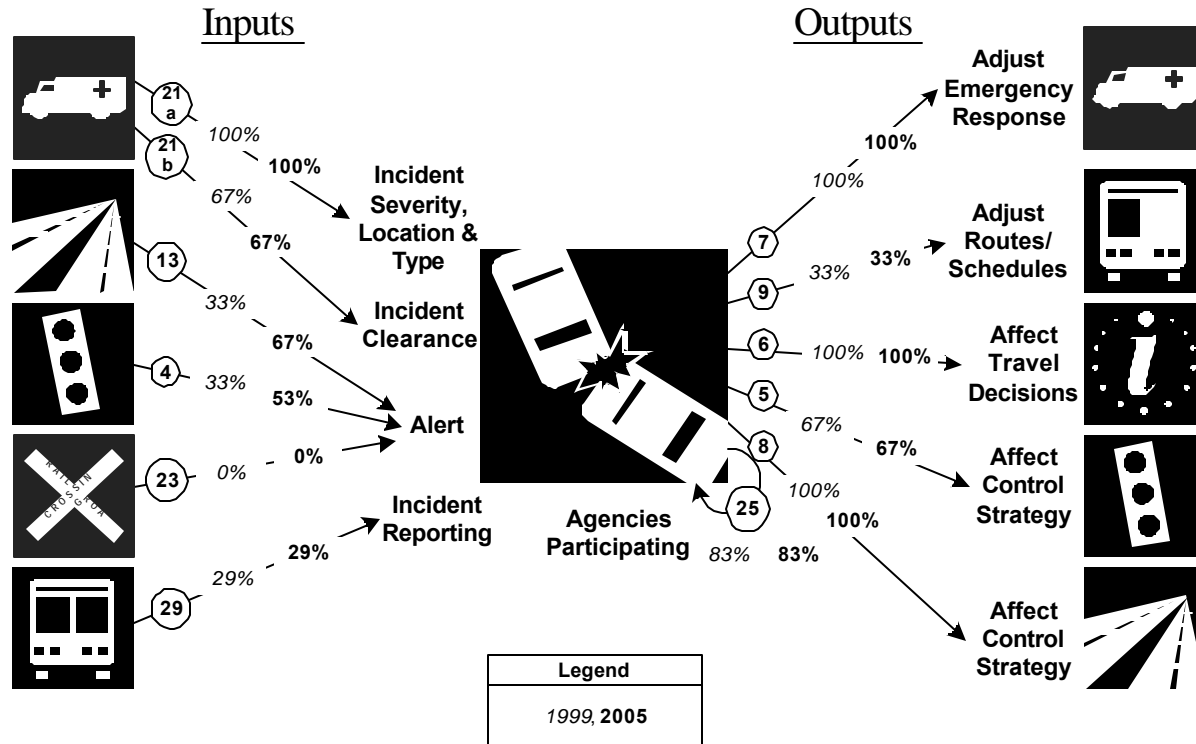 Inputs
Outputs
21
a
100%
100%
Incident
Severity,
Location &
Type
21
b
67%
67%
Incident
Clearance
13
33%
67%
4
33%
53%
Alert
23
0%
0%
RAIL
CROSSIN
GROA
29
29%
29%
Incident
Reporting
7
100%
100%
Adjust
Emergency
Response
9
33%
33%
Adjust
Routes/
Schedules
6
100%
100%
Affect
Travel
Decisions
5
67%
67%
Affect
Control
Strategy
8
100%
100%
Affect
Control
Strategy
25
Agencies
Participating
83%
83%
Legend
1999, 2005